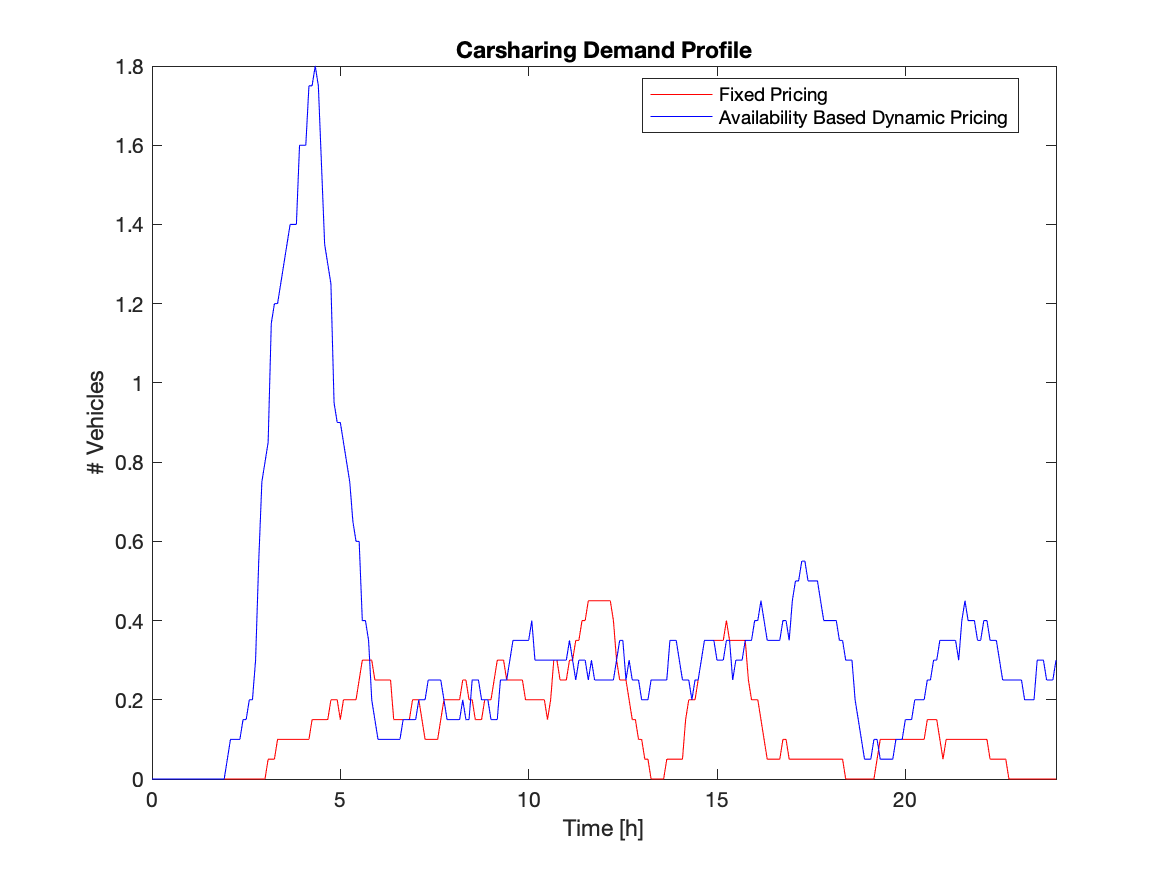 Carsharing Demand Profile
Fixed Pricing
Availability Based Dynamic Pricing
# Vehicles
1.8
1.6
1.4
1.2
1
0.8
0.6
0.4
0.2
0
0 5 10 15 20
Time [h]